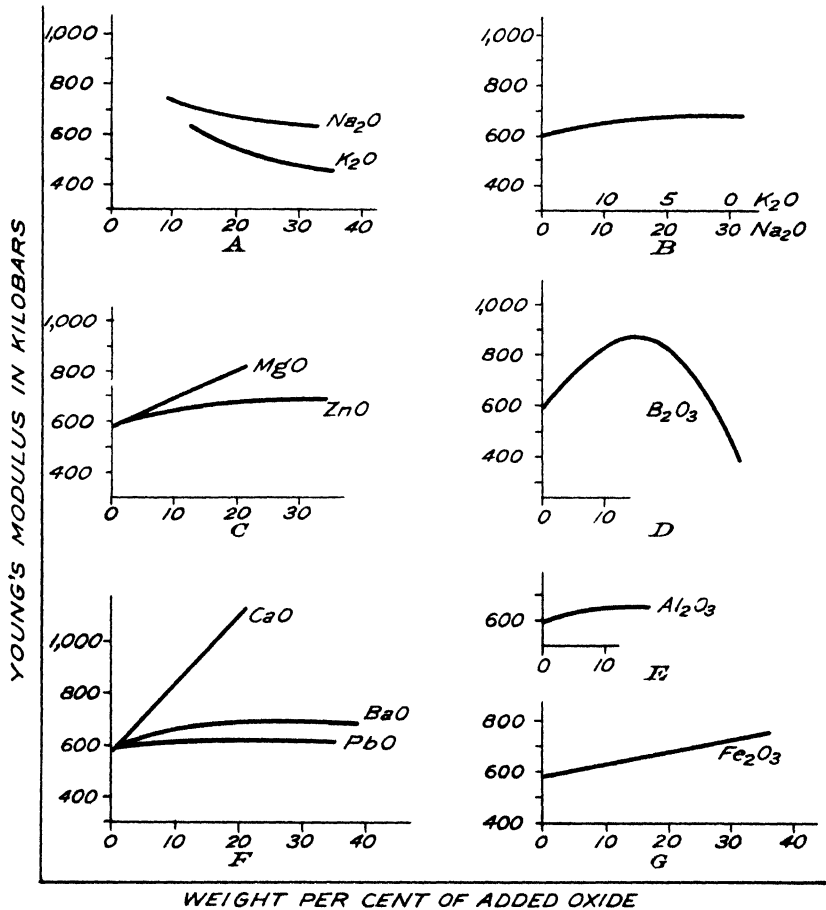 YOUNG'S MODULUS IN KILOBARS
1,000
800
600
400
Na₂O
K₂O
0 10 20 30 40
A
1,000
800
600
400
10 5 0 K₂O
0 10 20 30 Na₂O
B
1,000
800
600
400
MgO
ZnO
0 10 20 30
C
1,000
800
600
400
B₂O₃
0 10
D
600
Al₂O₃
0 10
E
1,000
800
600
400
CaO
BaO
PbO
0 10 20 30 40
F
800
600
400
Fe₂O₃
0 10 20 30 40
G
WEIGHT PER CENT OF ADDED OXIDE